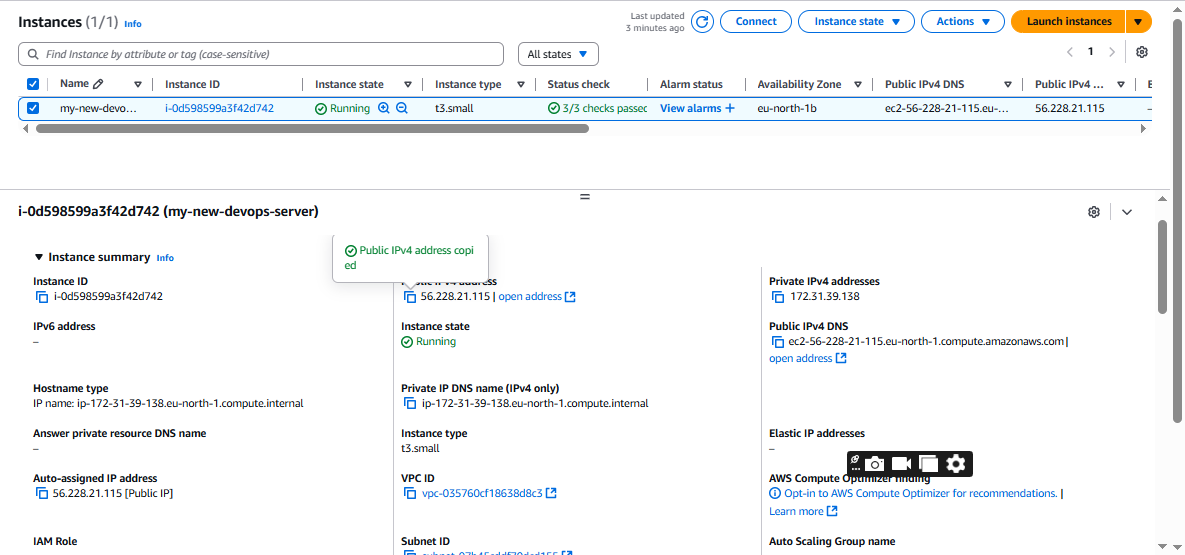 Instances (1/1) Info
Last updated
3 minutes ago
Connect
Instance state
Actions
Launch instances
Find Instance by attribute or tag (case-sensitive)
All states
1
Name Instance ID Instance state Instance type Status check Alarm status Availability Zone Public IPv4 DNS Public IPv4 ... E
my-new-devo... i-0d598599a3f42d742 Running t3.small 3/3 checks passed View alarms + eu-north-1b ec2-56-228-21-115.eu-... 56.228.21.115 –
i-0d598599a3f42d742 (my-new-devops-server)
Public IPv4 address copi
ed
Instance summary Info
Instance ID
i-0d598599a3f42d742
address
56.228.21.115 | open address
Private IPv4 addresses
172.31.39.138
IPv6 address
–
Instance state
Running
Public IPv4 DNS
ec2-56-228-21-115.eu-north-1.compute.amazonaws.com |
open address
Hostname type
IP name: ip-172-31-39-138.eu-north-1.compute.internal
Private IP DNS name (IPv4 only)
ip-172-31-39-138.eu-north-1.compute.internal
Answer private resource DNS name
–
Instance type
t3.small
Elastic IP addresses
–
Auto-assigned IP address
56.228.21.115 [Public IP]
VPC ID
vpc-035760cf18638d8c3
AWS Compute Optimizer finding
Opt-in to AWS Compute Optimizer for recommendations. |
Learn more
IAM Role
Subnet ID
Auto Scaling Group name